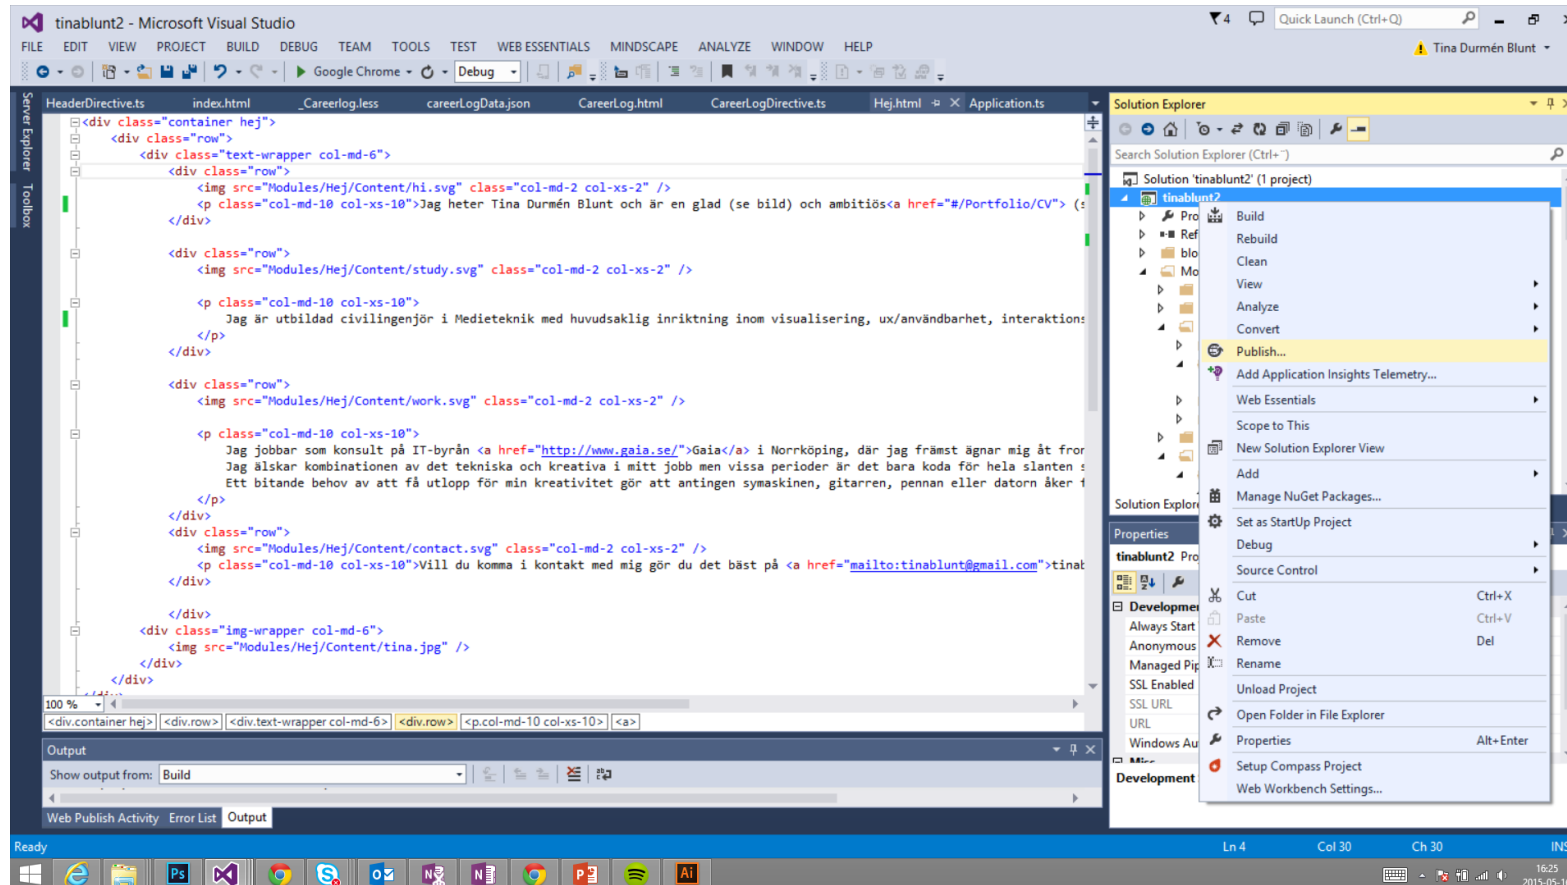 tinablunt2 - Microsoft Visual Studio
4
Quick Launch (Ctrl+Q)
FILE EDIT VIEW PROJECT BUILD DEBUG TEAM TOOLS TEST WEB ESSENTIALS MINDSCAPE ANALYZE WINDOW HELP
Tina Durmén Blunt
Google Chrome
Debug
Server Explorer
Toolbox
HeaderDirective.ts index.html _Careerlog.less careerLogData.json CareerLog.html CareerLogDirective.ts Hej.html Application.ts
<div class="container hej">
<div class="row">
<div class="text-wrapper col-md-6">
<div class="row">
<img src="Modules/Hej/Content/hi.svg" class="col-md-2 col-xs-2" />
<p class="col-md-10 col-xs-10">Jag heter Tina Durmén Blunt och är en glad (se bild) och ambitiös<a href="#/Portfolio/CV"> (s
</div>
<div class="row">
<img src="Modules/Hej/Content/study.svg" class="col-md-2 col-xs-2" />
<p class="col-md-10 col-xs-10">
Jag är utbildad civilingenjör i Medieteknik med huvudsaklig inriktning inom visualisering, ux/användbarhet, interaktions
</p>
</div>
<div class="row">
<img src="Modules/Hej/Content/work.svg" class="col-md-2 col-xs-2" />
<p class="col-md-10 col-xs-10">
Jag jobbar som konsult på IT-byrån <a href="http://www.gaia.se/">Gaia</a> i Norrköping, där jag främst ägnar mig åt fror
Jag älskar kombinationen av det tekniska och kreativa i mitt jobb men vissa perioder är det bara koda för hela slanten s
Ett bitande behov av att få utlopp för min kreativitet gör att antingen symaskinen, gitarren, pennan eller datorn åker f
</p>
</div>
<div class="row">
<img src="Modules/Hej/Content/contact.svg" class="col-md-2 col-xs-2" />
<p class="col-md-10 col-xs-10">Vill du komma i kontakt med mig gör du det bäst på <a href="mailto:tinablunt@gmail.com">tinab
</div>
</div>
<div class="img-wrapper col-md-6">
<img src="Modules/Hej/Content/tina.jpg" />
</div>
</div>
100 %
<div.container hej> <div.row> <div.text-wrapper col-md-6> <div.row> <p.col-md-10 col-xs-10> <a>
Output
Show output from: Build
Web Publish Activity Error List Output
Solution Explorer
Search Solution Explorer (Ctrl+¨)
Solution 'tinablunt2' (1 project)
tinablunt2
Pro
Ref
blo
Mo
Solution Explor
Properties
tinablunt2 Pro
Developmen
Always Start
Anonymous
Managed Pip
SSL Enabled
SSL URL
URL
Windows Au
Misc
Development
Build
Rebuild
Clean
View
Analyze
Convert
Publish...
Add Application Insights Telemetry...
Web Essentials
Scope to This
New Solution Explorer View
Add
Manage NuGet Packages...
Set as StartUp Project
Debug
Source Control
Cut Ctrl+X
Paste Ctrl+V
Remove Del
Rename
Unload Project
Open Folder in File Explorer
Properties Alt+Enter
Setup Compass Project
Web Workbench Settings...
Ready
Ln 4 Col 30 Ch 30 INS
Ps
Ai
16:25